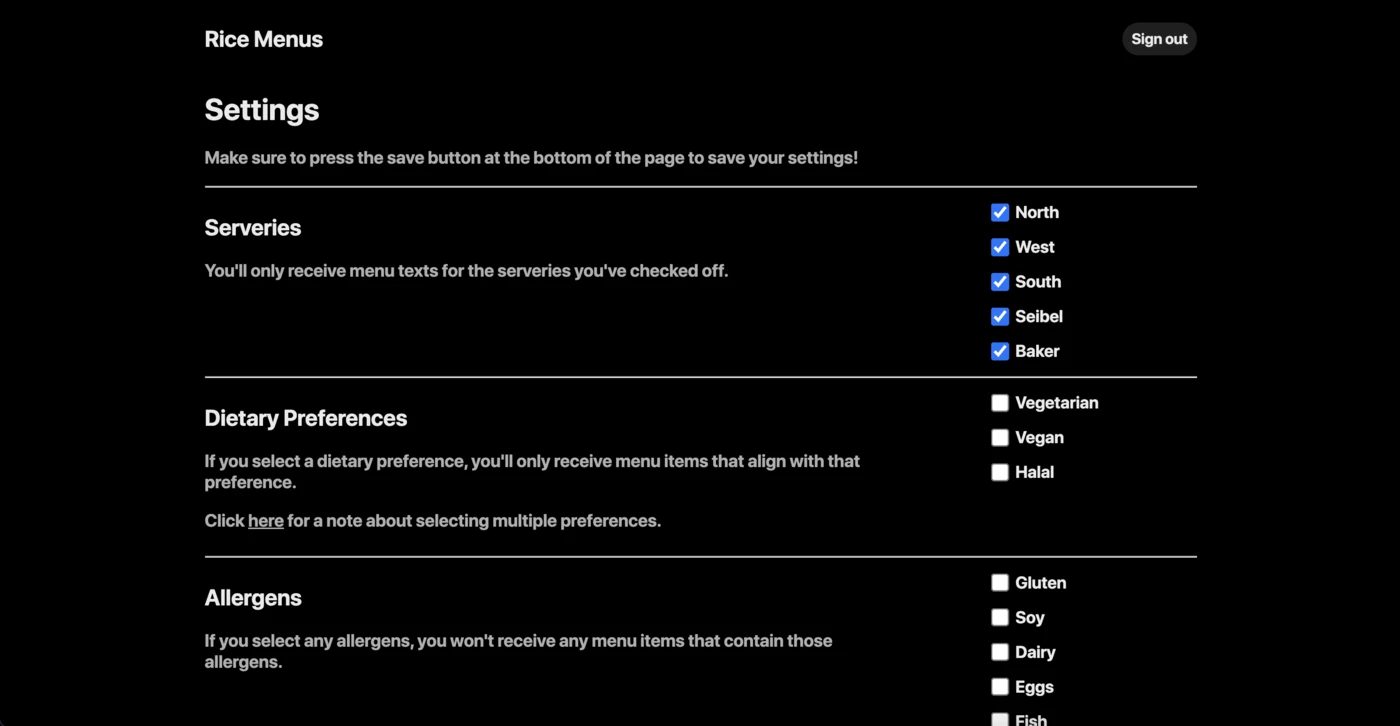 Rice Menus
Sign out
Settings
Make sure to press the save button at the bottom of the page to save your settings!
Serveries
You'll only receive menu texts for the serveries you've checked off.
North
West
South
Seibel
Baker
Dietary Preferences
If you select a dietary preference, you'll only receive menu items that align with that
preference.
Click here for a note about selecting multiple preferences.
Vegetarian
Vegan
Halal
Allergens
If you select any allergens, you won't receive any menu items that contain those
allergens.
Gluten
Soy
Dairy
Eggs
Fish